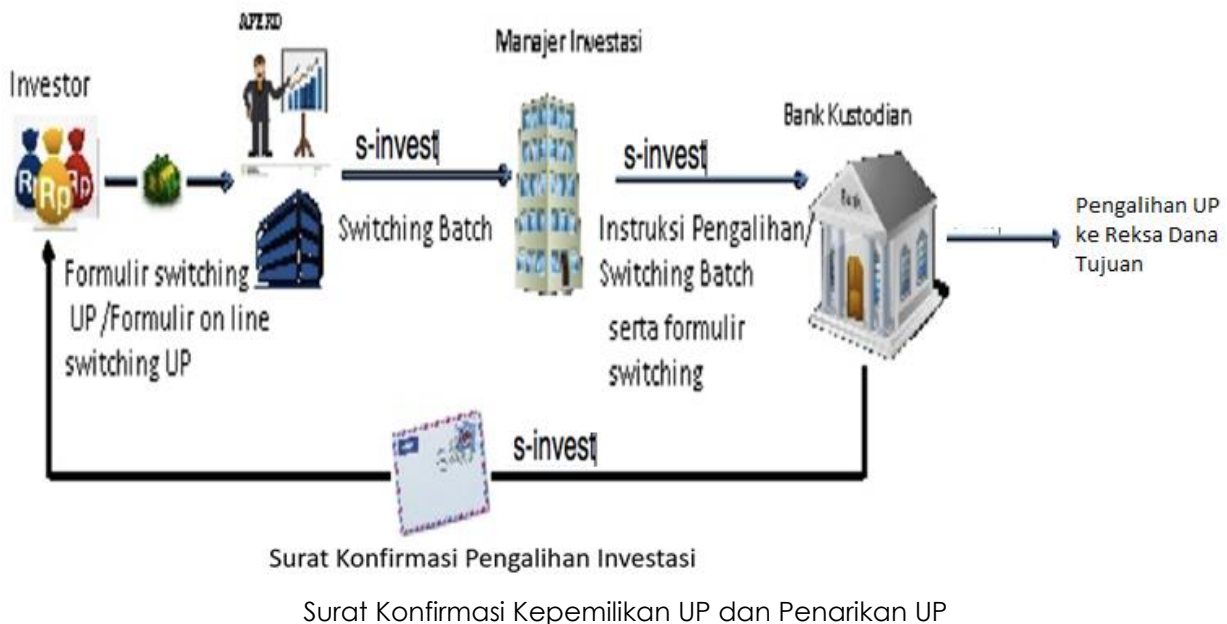 APERD
Manajer Investasi
Investor
Bank Kustodian
s-invest
s-invest
Bank
Rp
Switching Batch
Instruksi Pengalihan/
Switching Batch
serta formulir
switching
Pengalihan UP
ke Reksa Dana
Tujuan
Formulir switching
UP /Formulir on line
switching UP
s-invest
Surat Konfirmasi Pengalihan Investasi
Surat Konfirmasi Kepemilikan UP dan Penarikan UP